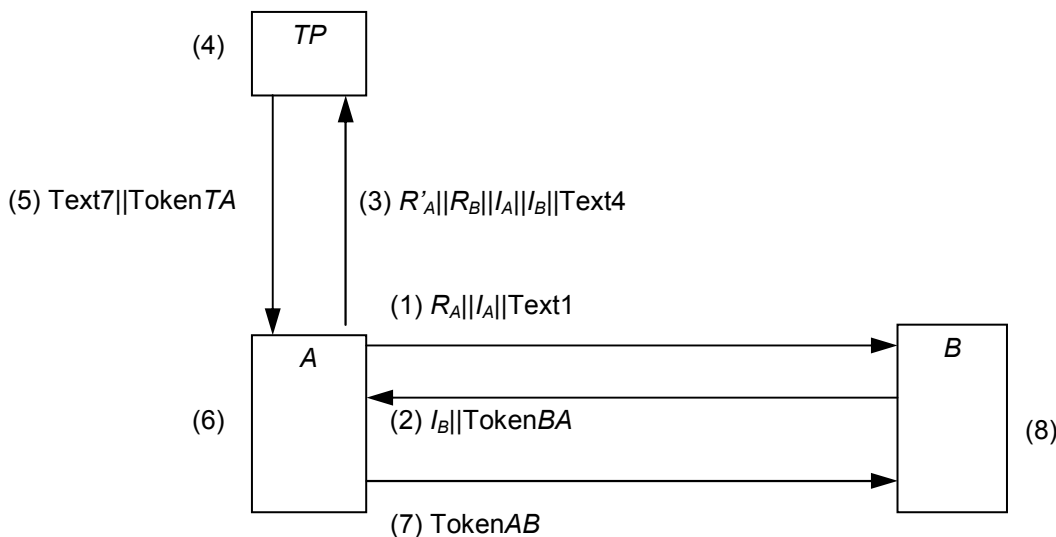 TP
(4)
(5) Text7||TokenTA
(3) R'A||RB||IA||IB||Text4
(1) RA||IA||Text1
A
B
(6)
(2) IB||TokenBA
(8)
(7) TokenAB